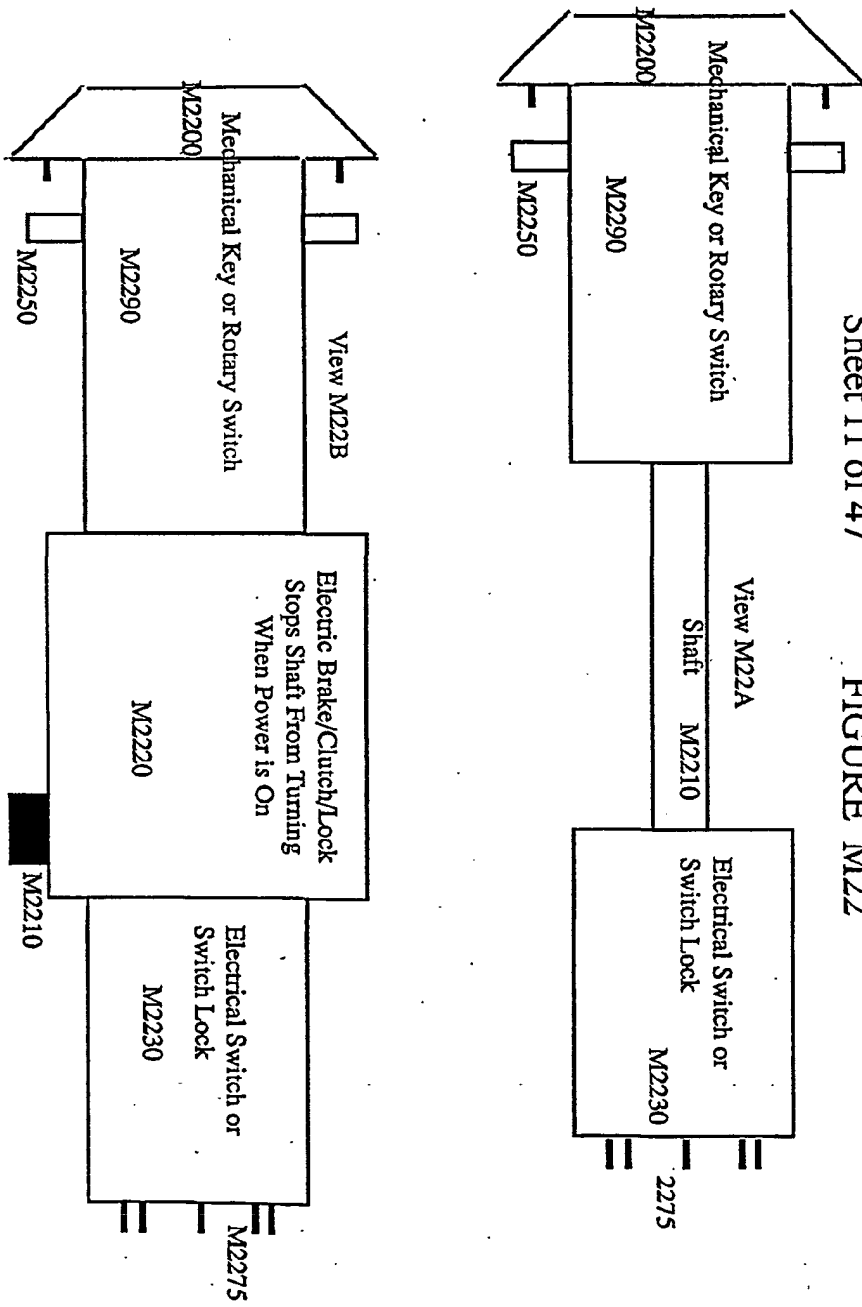 Sheet 11 of 47
FIGURE M22
View M22A
M2200
Mechanical Key or Rotary Switch
M2290
M2250
Shaft
M2210
Electrical Switch or
Switch Lock
M2230
2275
View M22B
M2200
Mechanical Key or Rotary Switch
M2290
M2250
Electric Brake/Clutch/Lock
Stops Shaft From Turning
When Power is On
M2220
M2210
Electrical Switch or
Switch Lock
M2230
M2275